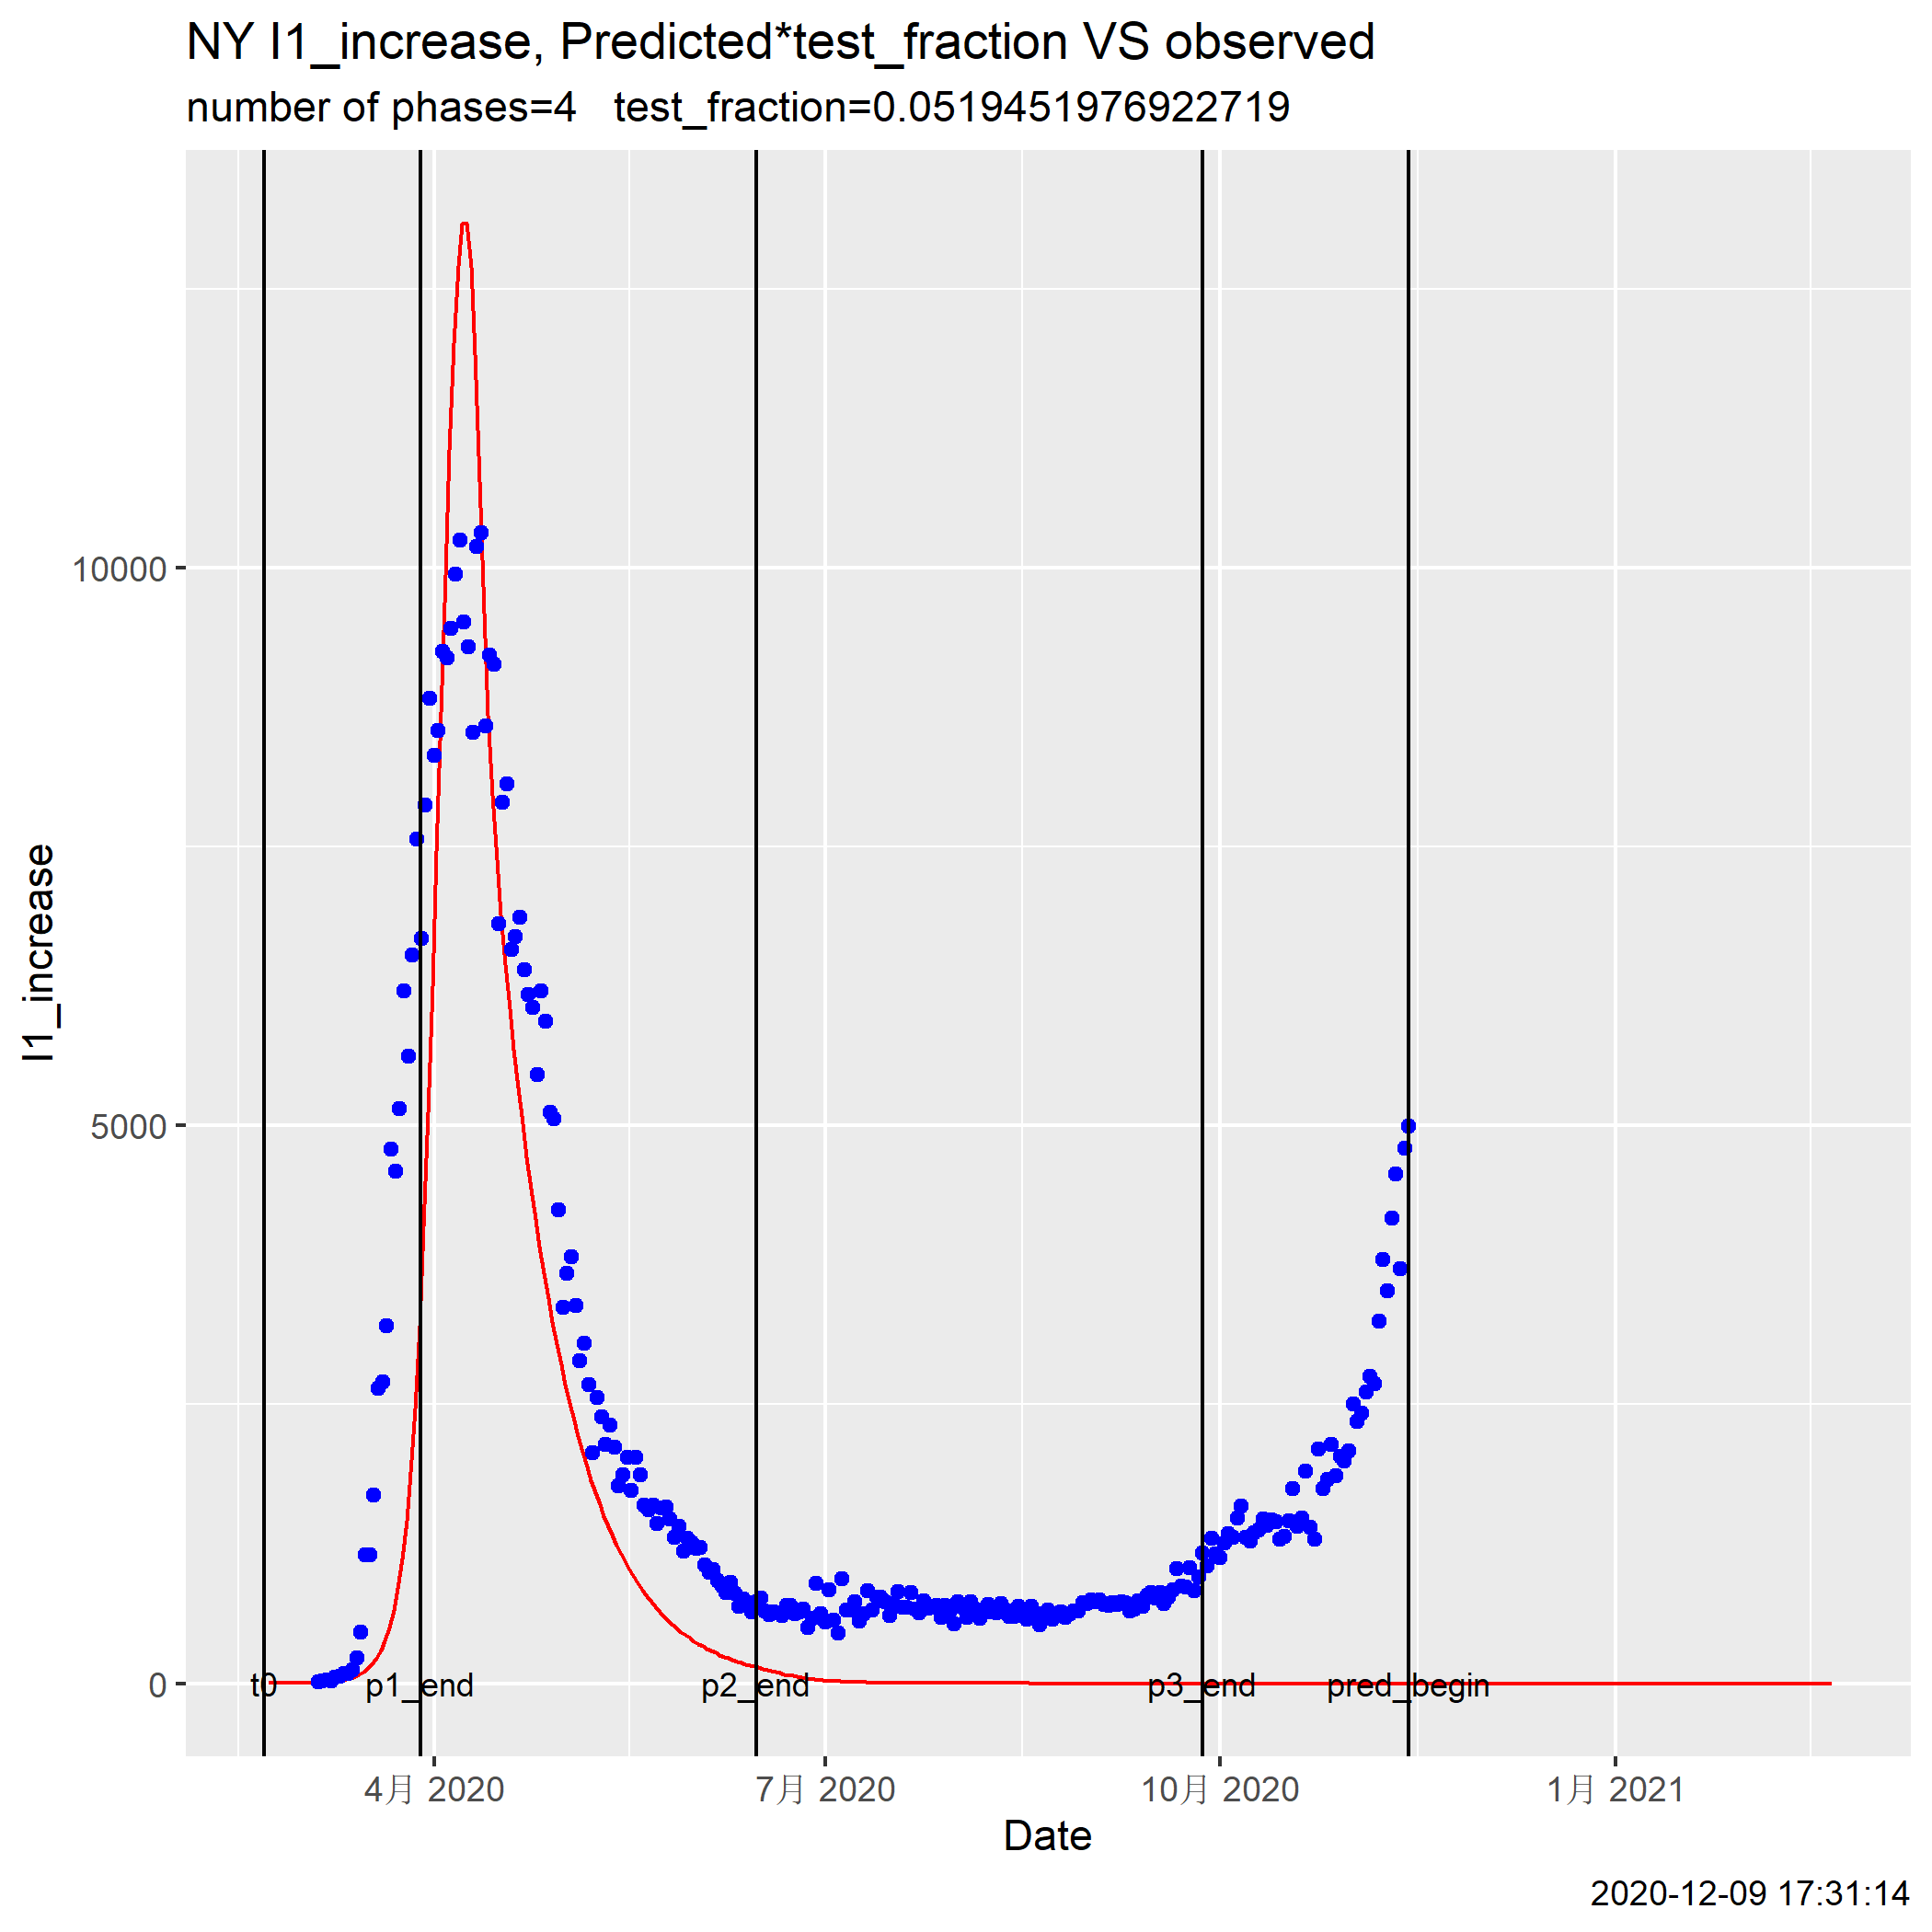 NY I1_increase, Predicted*test_fraction VS observed
number of phases=4   test_fraction=0.0519451976922719
I1_increase
10000
5000
0
t0
p1_end
p2_end
p3_end
pred_begin
4月 2020
7月 2020
10月 2020
1月 2021
Date
2020-12-09 17:31:14